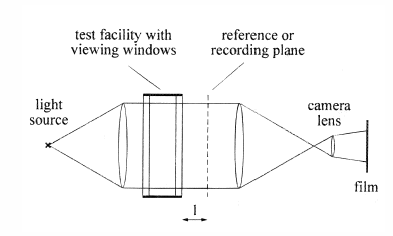 test facility with
viewing windows
reference or
recording plane
light
source
camera
lens
film
l